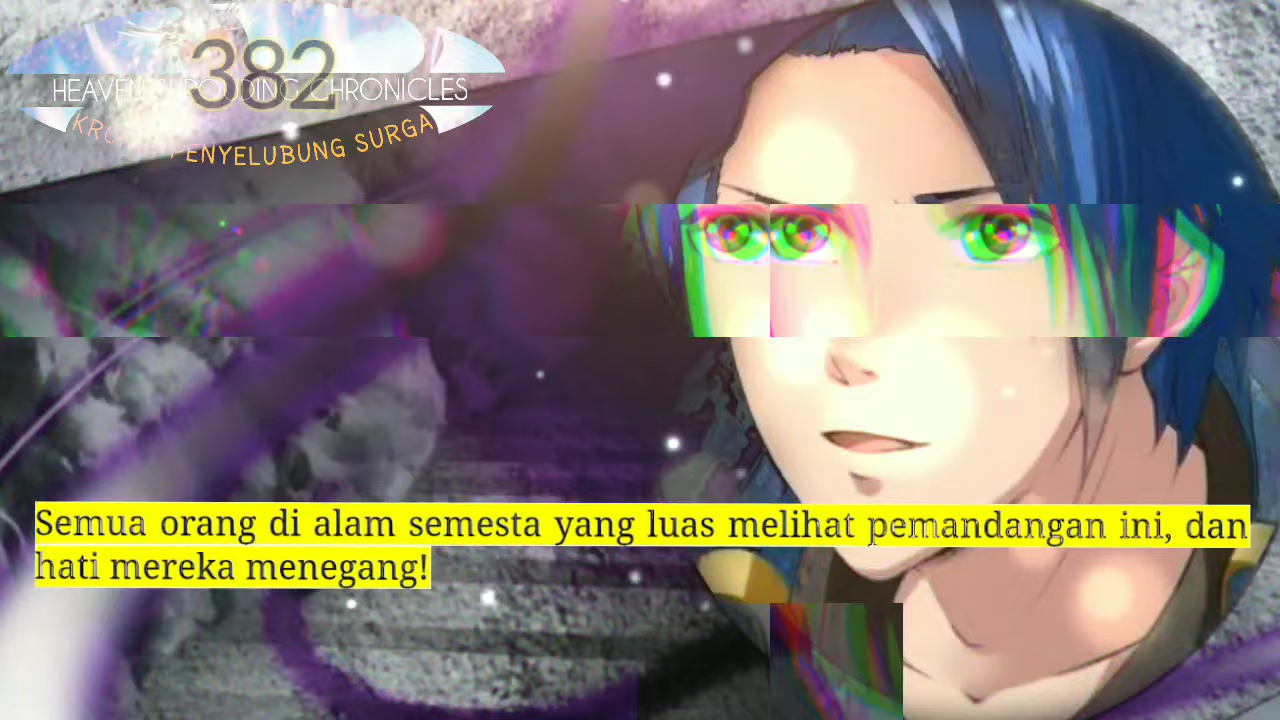 382
HEAVEN SHROUDING CHRONICLES
PENYELUBUNG SURGA
Semua orang di alam semesta yang luas melihat pemandangan ini, dan
hati mereka menegang!